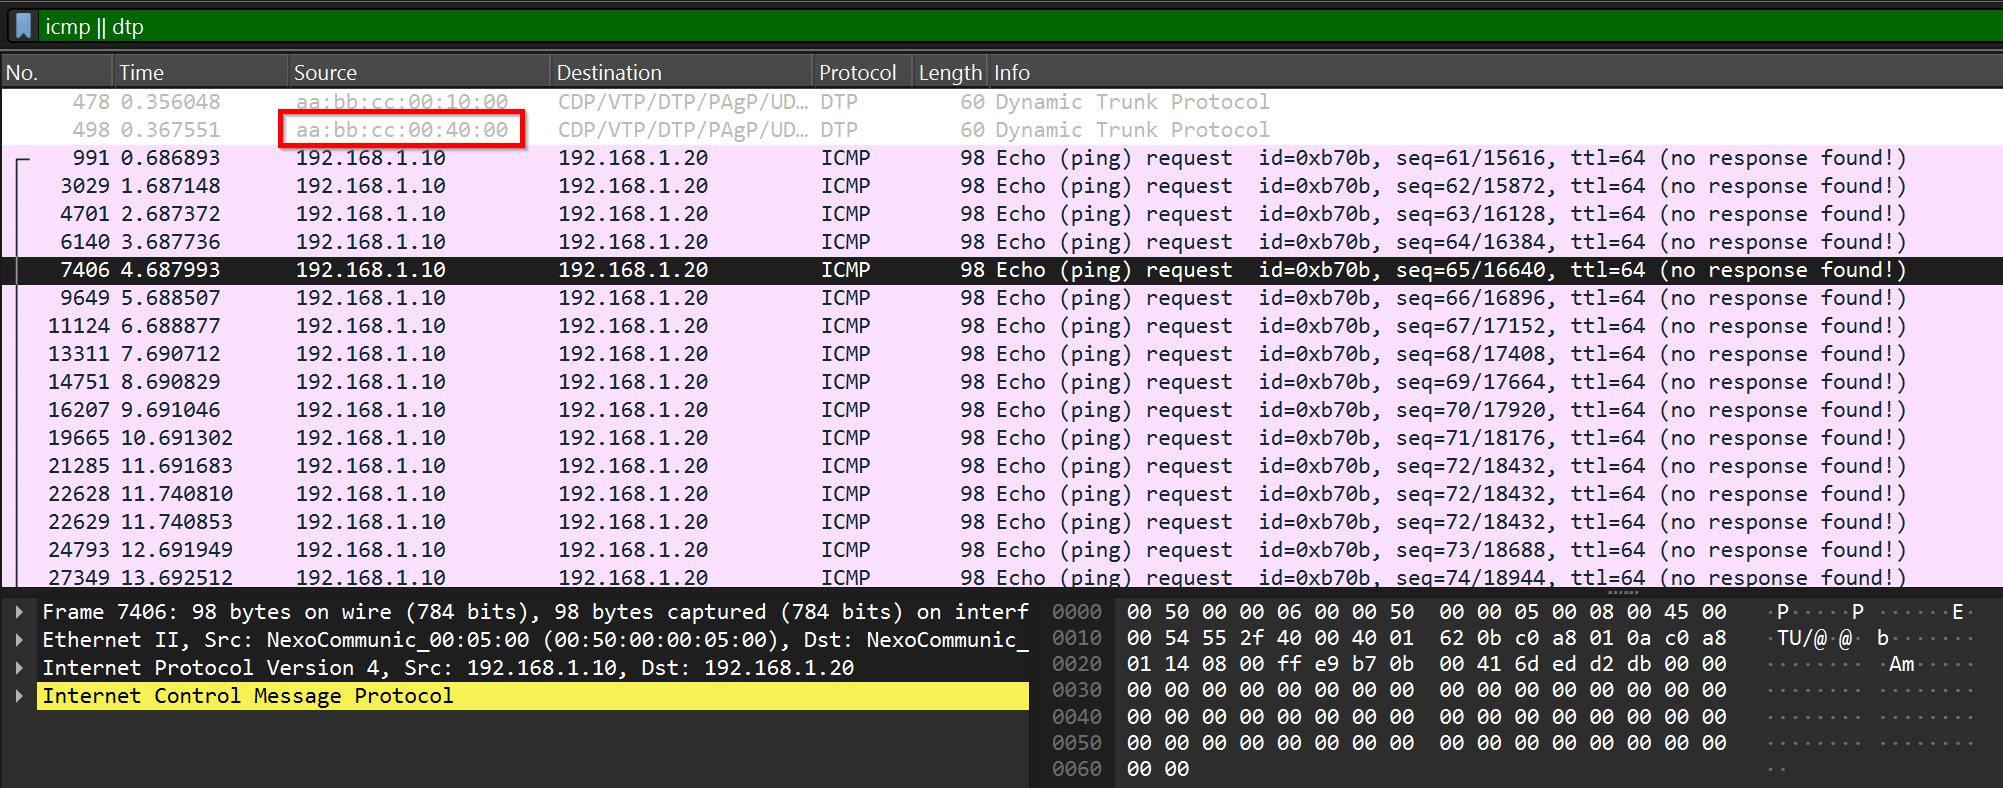 icmp || dtp
No. Time Source Destination Protocol Length Info
478 0.356048 aa:bb:cc:00:10:00 CDP/VTP/DTP/PAgP/UD… DTP 60 Dynamic Trunk Protocol
498 0.367551 aa:bb:cc:00:40:00 CDP/VTP/DTP/PAgP/UD… DTP 60 Dynamic Trunk Protocol
991 0.686893 192.168.1.10 192.168.1.20 ICMP 98 Echo (ping) request id=0xb70b, seq=61/15616, ttl=64 (no response found!)
3029 1.687148 192.168.1.10 192.168.1.20 ICMP 98 Echo (ping) request id=0xb70b, seq=62/15872, ttl=64 (no response found!)
4701 2.687372 192.168.1.10 192.168.1.20 ICMP 98 Echo (ping) request id=0xb70b, seq=63/16128, ttl=64 (no response found!)
6140 3.687736 192.168.1.10 192.168.1.20 ICMP 98 Echo (ping) request id=0xb70b, seq=64/16384, ttl=64 (no response found!)
7406 4.687993 192.168.1.10 192.168.1.20 ICMP 98 Echo (ping) request id=0xb70b, seq=65/16640, ttl=64 (no response found!)
9649 5.688507 192.168.1.10 192.168.1.20 ICMP 98 Echo (ping) request id=0xb70b, seq=66/16896, ttl=64 (no response found!)
11124 6.688877 192.168.1.10 192.168.1.20 ICMP 98 Echo (ping) request id=0xb70b, seq=67/17152, ttl=64 (no response found!)
13311 7.690712 192.168.1.10 192.168.1.20 ICMP 98 Echo (ping) request id=0xb70b, seq=68/17408, ttl=64 (no response found!)
14751 8.690829 192.168.1.10 192.168.1.20 ICMP 98 Echo (ping) request id=0xb70b, seq=69/17664, ttl=64 (no response found!)
16207 9.691046 192.168.1.10 192.168.1.20 ICMP 98 Echo (ping) request id=0xb70b, seq=70/17920, ttl=64 (no response found!)
19665 10.691302 192.168.1.10 192.168.1.20 ICMP 98 Echo (ping) request id=0xb70b, seq=71/18176, ttl=64 (no response found!)
21285 11.691683 192.168.1.10 192.168.1.20 ICMP 98 Echo (ping) request id=0xb70b, seq=72/18432, ttl=64 (no response found!)
22628 11.740810 192.168.1.10 192.168.1.20 ICMP 98 Echo (ping) request id=0xb70b, seq=72/18432, ttl=64 (no response found!)
22629 11.740853 192.168.1.10 192.168.1.20 ICMP 98 Echo (ping) request id=0xb70b, seq=72/18432, ttl=64 (no response found!)
24793 12.691949 192.168.1.10 192.168.1.20 ICMP 98 Echo (ping) request id=0xb70b, seq=73/18688, ttl=64 (no response found!)
27349 13.692512 192.168.1.10 192.168.1.20 ICMP 98 Echo (ping) request id=0xb70b, seq=74/18944, ttl=64 (no response found!)
Frame 7406: 98 bytes on wire (784 bits), 98 bytes captured (784 bits) on interf
Ethernet II, Src: NexoCommunic_00:05:00 (00:50:00:00:05:00), Dst: NexoCommunic_
Internet Protocol Version 4, Src: 192.168.1.10, Dst: 192.168.1.20
Internet Control Message Protocol
0000 00 50 00 00 06 00 00 50 00 00 05 00 08 00 45 00 ·P·····P ······E·
0010 00 54 55 2f 40 00 40 01 62 0b c0 a8 01 0a c0 a8 ·TU/@·@· b·······
0020 01 14 08 00 ff e9 b7 0b 00 41 6d ed d2 db 00 00 ········ ·Am·····
0030 00 00 00 00 00 00 00 00 00 00 00 00 00 00 00 00 ········ ········
0040 00 00 00 00 00 00 00 00 00 00 00 00 00 00 00 00 ········ ········
0050 00 00 00 00 00 00 00 00 00 00 00 00 00 00 00 00 ········ ········
0060 00 00 ··